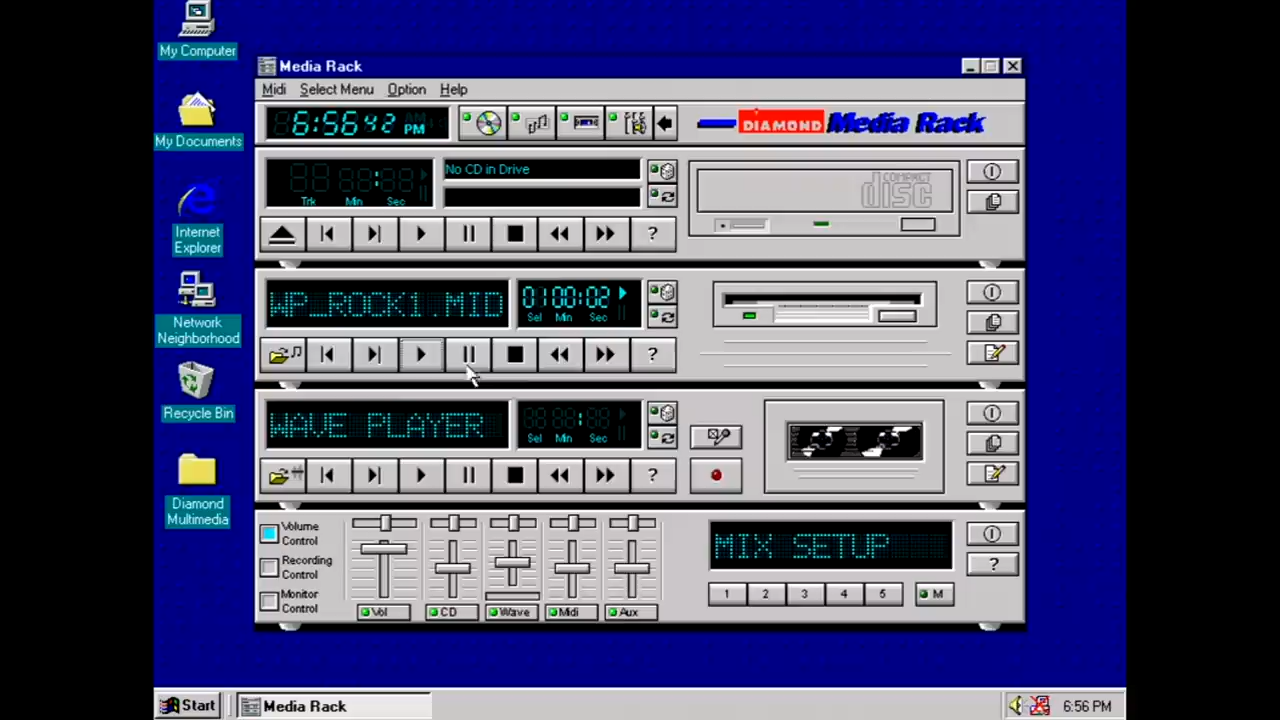 My Computer
My Documents
Internet
Explorer
Network
Neighborhood
Recycle Bin
Diamond
Multimedia
Media Rack
Midi Select Menu Option Help
6:56 42 PM
DIAMOND Media Rack
No CD in Drive
Trk Min Sec
COMPACT
disc
?
WP_ROCK1.MID
01 00:02
Sel Min Sec
?
WAVE PLAYER
Sel Min Sec
?
Volume
Control
Recording
Control
Monitor
Control
Vol CD Wave Midi Aux
MIX SETUP
?
1 2 3 4 5 M
Start Media Rack 6:56 PM